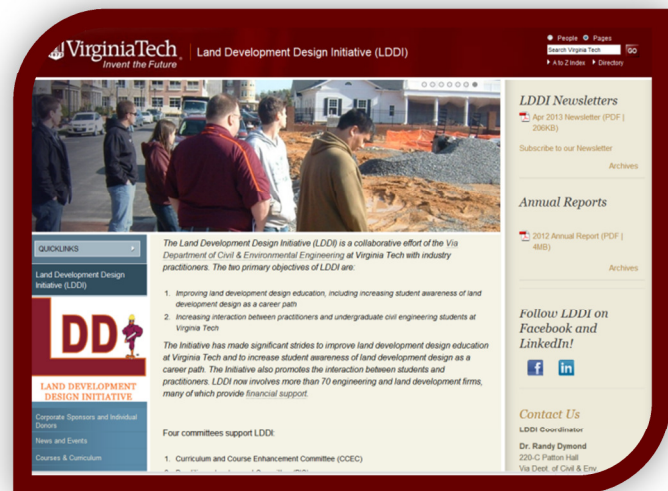 VirginiaTech
Invent the Future
Land Development Design Initiative (LDDI)
People Pages
Search Virginia Tech GO
A to Z Index Directory
QUICKLINKS
Land Development Design
Initiative (LDDI)
LDDI
LAND DEVELOPMENT
DESIGN INITIATIVE
Corporate Sponsors and Individual
Donors
News and Events
Courses & Curriculum
The Land Development Design Initiative (LDDI) is a collaborative effort of the Via
Department of Civil & Environmental Engineering at Virginia Tech with industry
practitioners. The two primary objectives of LDDI are:
1. Improving land development design education, including increasing student awareness of land
development design as a career path
2. Increasing interaction between practitioners and undergraduate civil engineering students at
Virginia Tech
The Initiative has made significant strides to improve land development design education
at Virginia Tech and to increase student awareness of land development design as a
career path. The Initiative also promotes the interaction between students and
practitioners. LDDI now involves more than 70 engineering and land development firms,
many of which provide financial support.
Four committees support LDDI:
1. Curriculum and Course Enhancement Committee (CCEC)
LDDI Newsletters
Apr 2013 Newsletter (PDF |
206KB)
Subscribe to our Newsletter
Archives
Annual Reports
2012 Annual Report (PDF |
4MB)
Archives
Follow LDDI on
Facebook and
LinkedIn!
f in
Contact Us
LDDI Coordinator
Dr. Randy Dymond
220-C Patton Hall
Via Dept. of Civil & Env